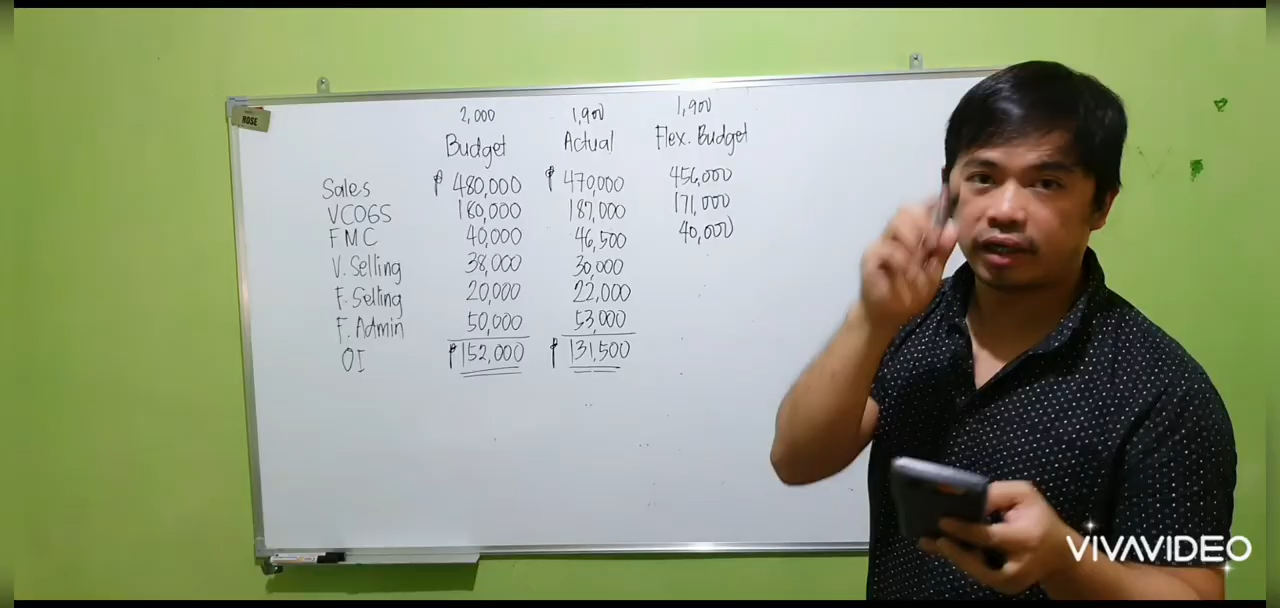 ROSE
2,000 1,900 1,900
Budget Actual Flex. Budget
Sales ₱ 480,000 ₱ 470,000 456,000
VCOGS 180,000 187,000 171,000
FMC 40,000 46,500 40,000
V. Selling 38,000 30,000
F. Selling 20,000 22,000
F. Admin 50,000 53,000
OI ₱152,000 ₱ 131,500
VIVAVIDEO